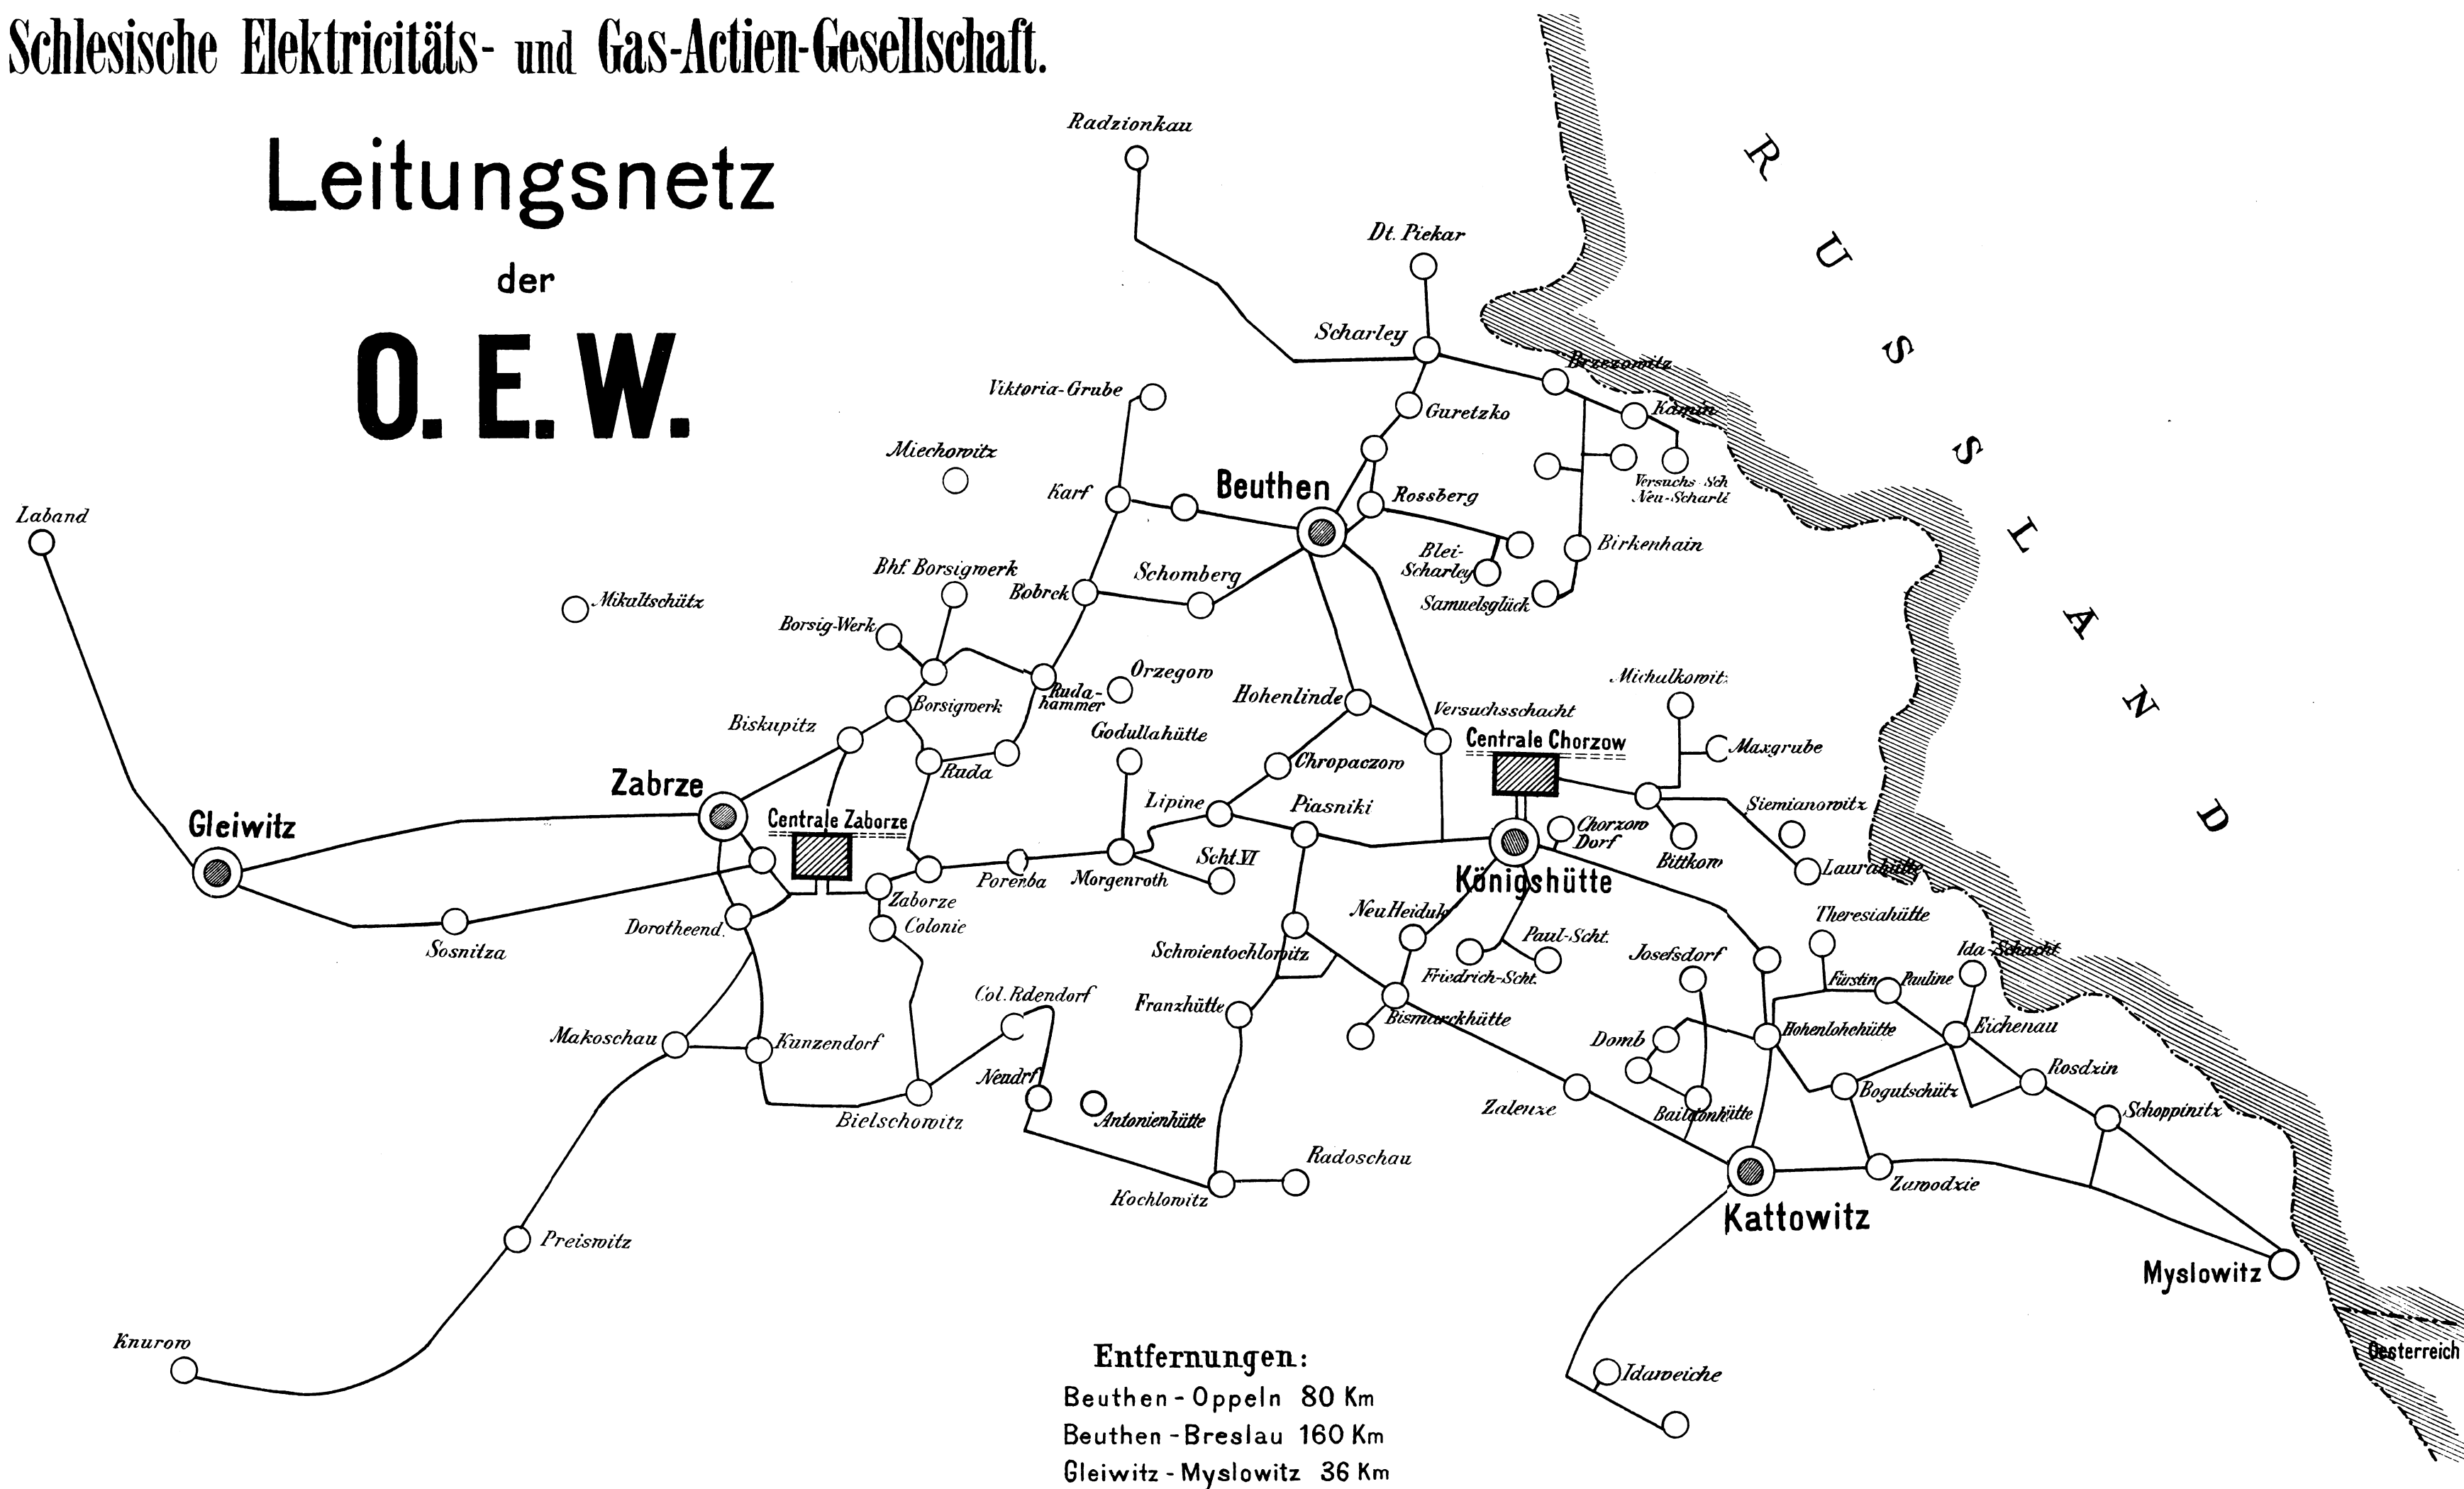 Schlesische Elektricitäts- und Gas-Actien-Gesellschaft.
Leitungsnetz
der
O. E. W.
RUSSLAND
Radzionkau
Dt. Piekar
Scharley
Brzezowitz
Kamin
Guretzko
Viktoria-Grube
Miechowitz
Karf
Beuthen
Rossberg
Versuchs-Sch
Neu-Scharl
Laband
Blei-
Scharley
Birkenhain
Bhf. Borsigwerk
Schomberg
Bobrek
Mikultschütz
Samuelsglück
Borsig-Werk
Orzegow
Michalkowit
Ruda-
hammer
Hohenlinde
Versuchsschacht
Borsigwerk
Biskupitz
Godullahütte
Centrale Chorzow
Maxgrube
Chropaczow
Ruda
Zabrze
Lipine
Piasniki
Siemianowitz
Gleiwitz
Centrale Zaborze
Chorzow
Dorf
Scht VI
Bittkow
Laurahütte
Poremba
Morgenroth
Königshütte
Zaborze
Colonie
Neu Heiduk
Theresiahütte
Dorotheend.
Sosnitza
Schwientochlowitz
Paul-Scht.
Josefsdorf
Ida-Schacht
Friedrich-Scht.
Fürstin Pauline
Col. Rdendorf
Franzhütte
Bismarckhütte
Makoschau
Kunzendorf
Domb
Hohenlohehütte
Eichenau
Neudrf
Rosdzin
Antonienhütte
Zalenze
Baildonhütte
Bogutschütz
Schoppinitz
Bielschowitz
Radoschau
Kochlowitz
Zawodzie
Kattowitz
Preiswitz
Myslowitz
Knurow
Oesterreich
Idaweiche
Entfernungen:
Beuthen - Oppeln 80 Km
Beuthen - Breslau 160 Km
Gleiwitz - Myslowitz 36 Km